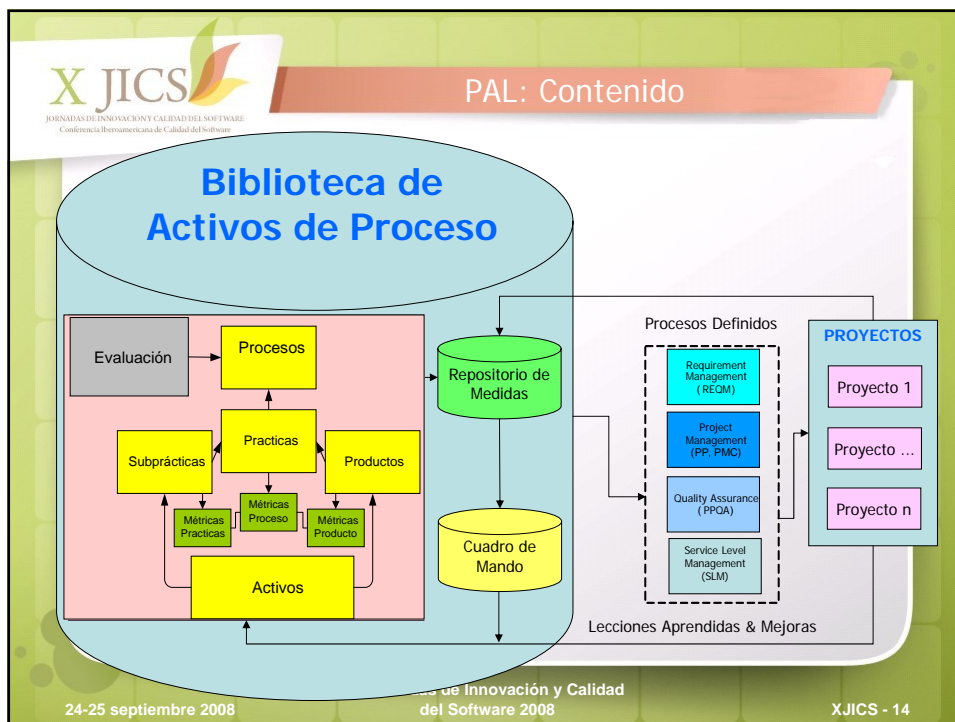 X JICS
JORNADAS DE INNOVACIÓN Y CALIDAD DEL SOFTWARE
Conferencia Iberoamericana de Calidad del Software
PAL: Contenido
Biblioteca de
Activos de Proceso
Evaluación
Procesos
Practicas
Subprácticas
Productos
Métricas
Practicas
Métricas
Proceso
Métricas
Producto
Activos
Repositorio de
Medidas
Cuadro de
Mando
Procesos Definidos
Requirement
Management
(REQM)
Project
Management
(PP, PMC)
Quality Assurance
(PPQA)
Service Level
Management
(SLM)
PROYECTOS
Proyecto 1
Proyecto ...
Proyecto n
Lecciones Aprendidas & Mejoras
de Innovación y Calidad
24-25 septiembre 2008
del Software 2008
XJICS - 14